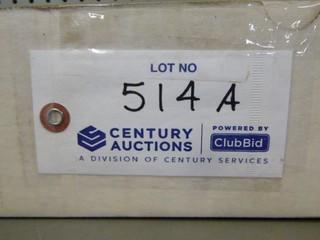 LOT NO
514 A
CENTURY AUCTIONS
POWERED BY
ClubBid
A DIVISION OF CENTURY SERVICES